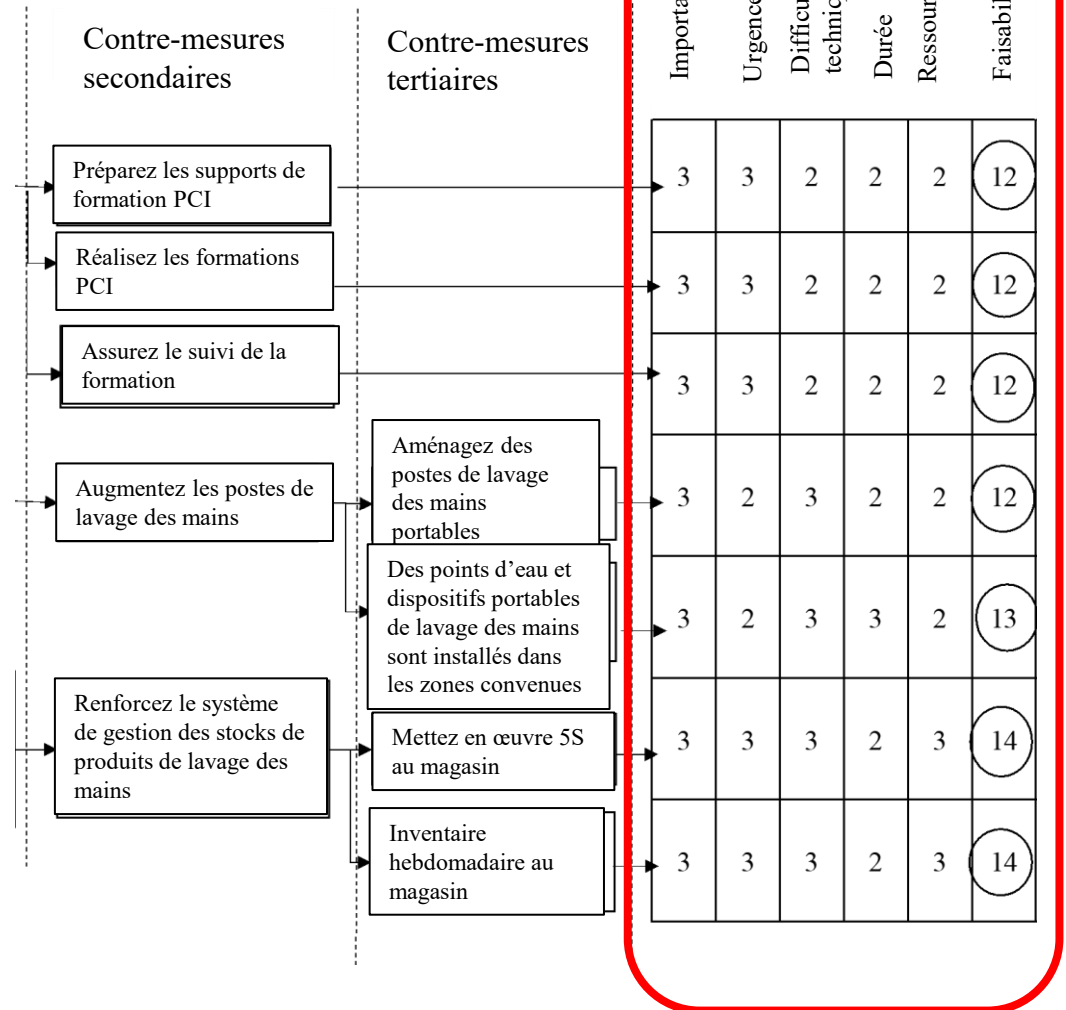 Contre-mesures
secondaires
Contre-mesures
tertiaires
Urgence
Durée
Préparez les supports de
formation PCI
3 3 2 2 2 12
Réalisez les formations
PCI
3 3 2 2 2 12
Assurez le suivi de la
formation
3 3 2 2 2 12
Augmentez les postes de
lavage des mains
Aménagez des
postes de lavage
des mains
portables
3 2 3 2 2 12
Des points d'eau et
dispositifs portables
de lavage des mains
sont installés dans
les zones convenues
3 2 3 3 2 13
Renforcez le système
de gestion des stocks de
produits de lavage des
mains
Mettez en œuvre 5S
au magasin
3 3 3 2 3 14
Inventaire
hebdomadaire au
magasin
3 3 3 2 3 14